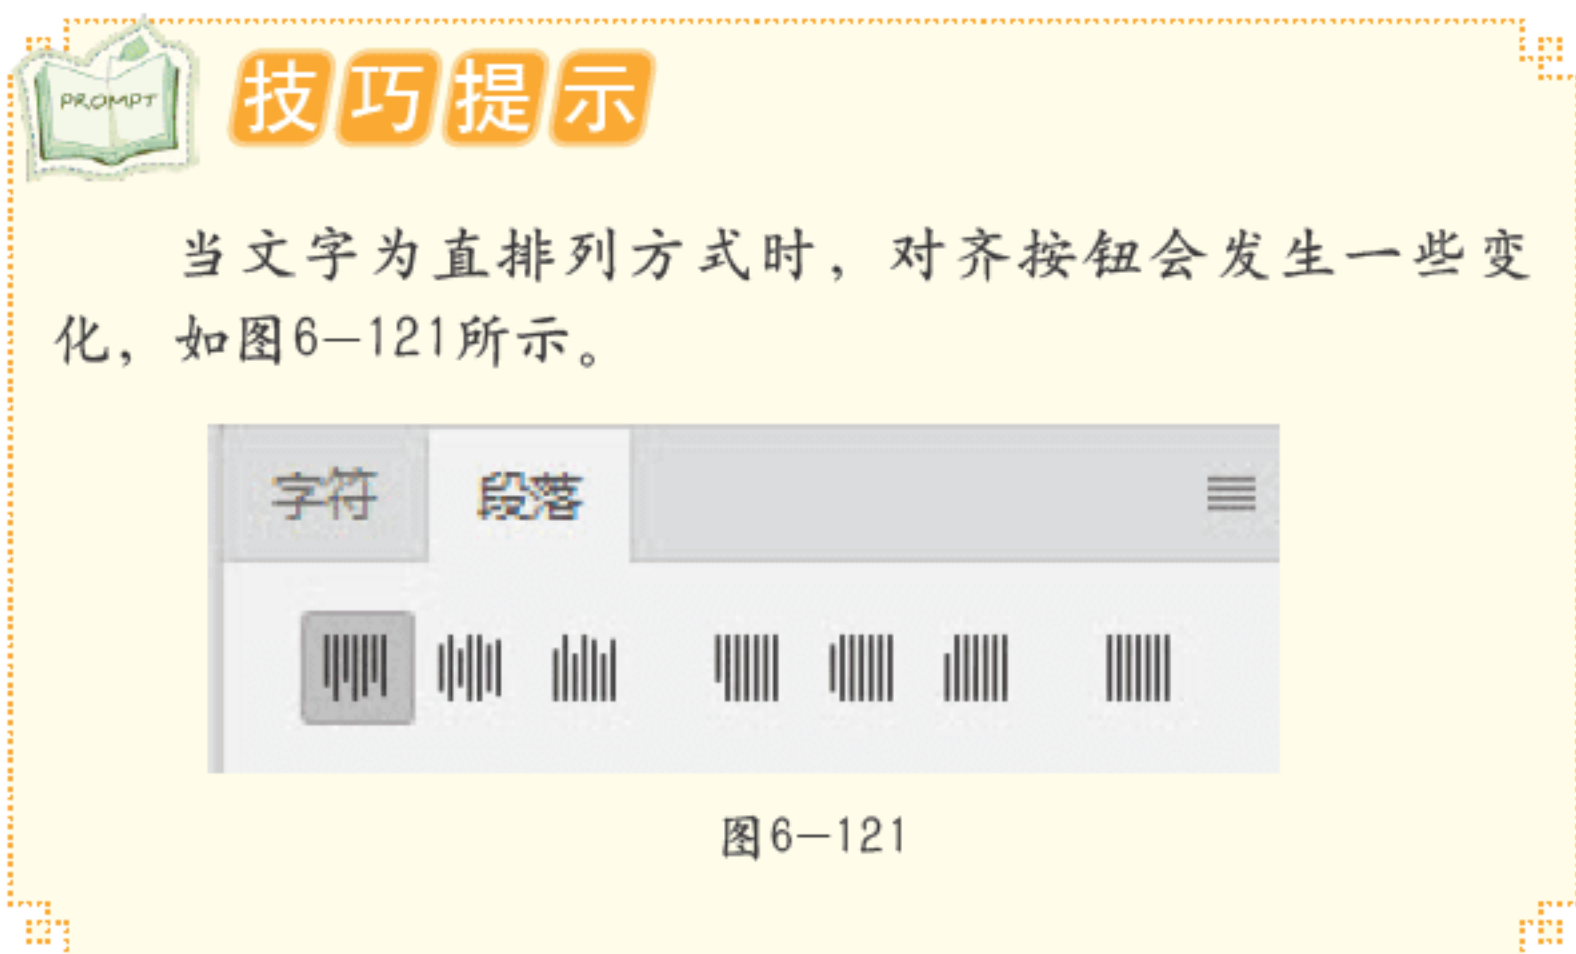 PROMPT
技巧提示
当文字为直排列方式时，对齐按钮会发生一些变
化，如图6-121所示。
字符 段落
图6-121